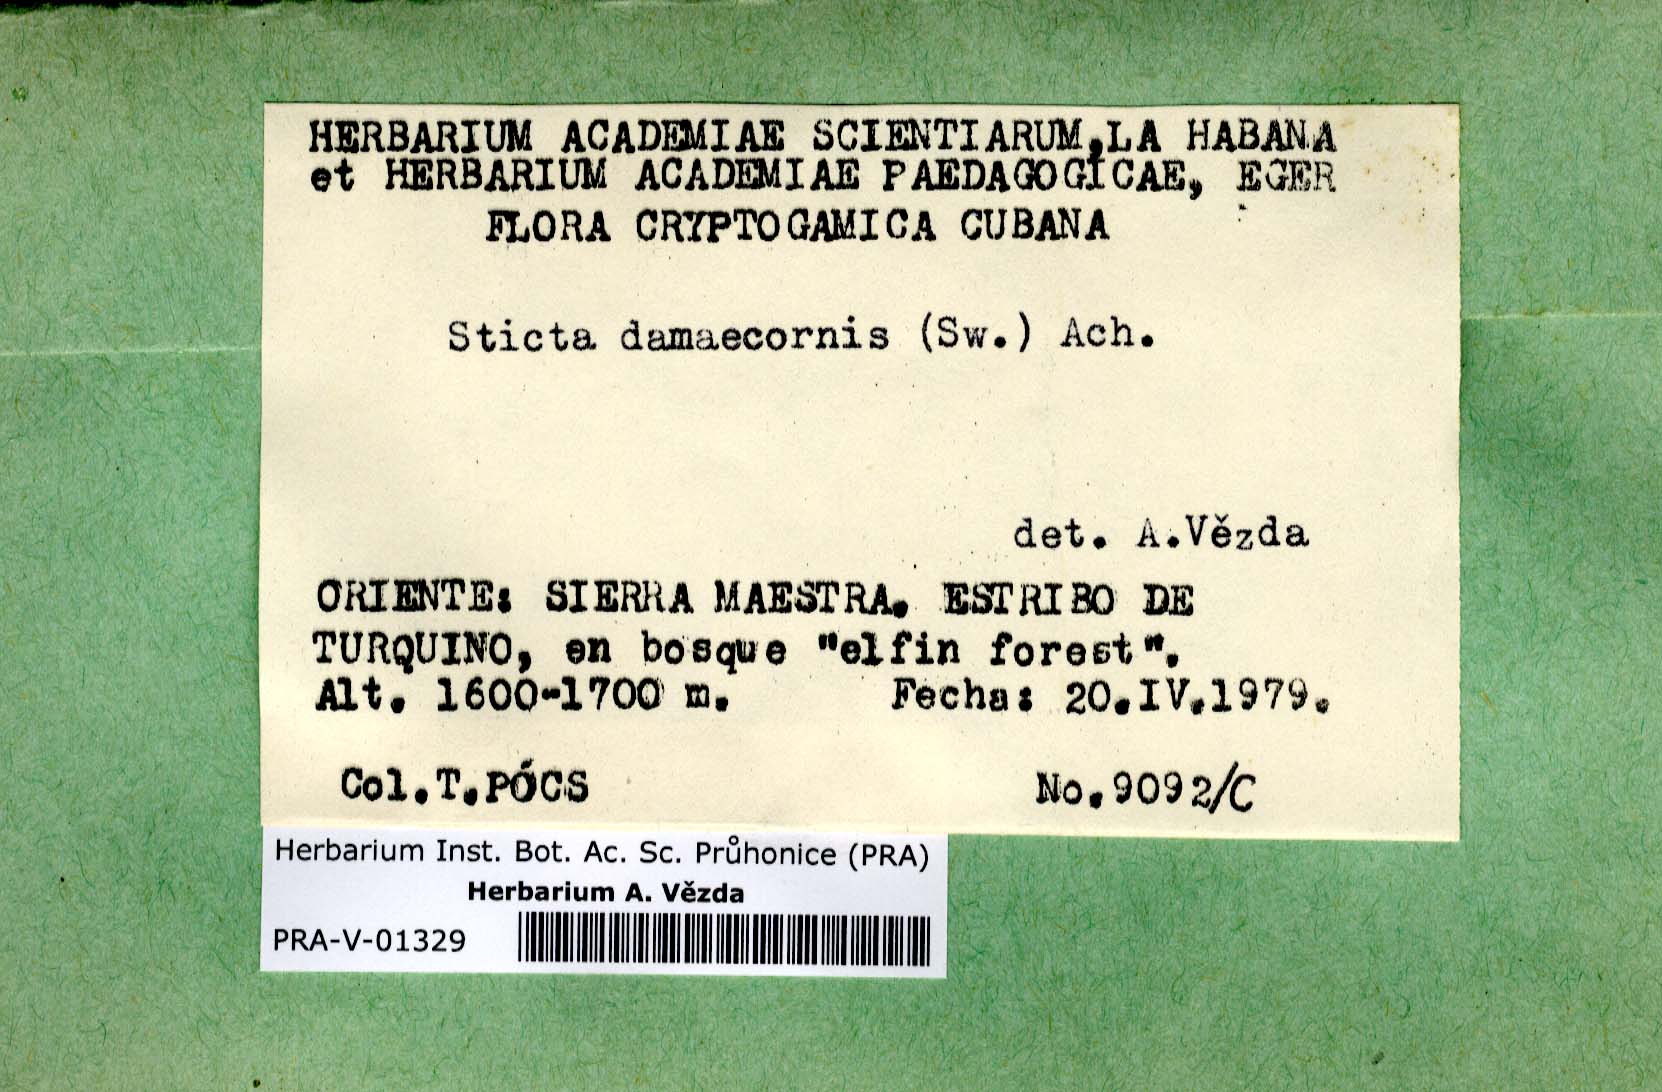 HERBARIUM ACADEMIAE SCIENTIARUM,LA HABANA
et HERBARIUM ACADEMIAE PAEDAGOGICAE, EGER
FLORA CRYPTOGAMICA CUBANA
Sticta damaecornis (Sw.) Ach.
det. A.Vězda
ORIENTE: SIERRA MAESTRA. ESTRIBO DE
TURQUINO, en bosque "elfin forest".
Alt. 1600-1700 m. Fecha: 20.IV.1979.
Col.T.PÓCS No.9092/C
Herbarium Inst. Bot. Ac. Sc. Průhonice (PRA)
Herbarium A. Vězda
PRA-V-01329